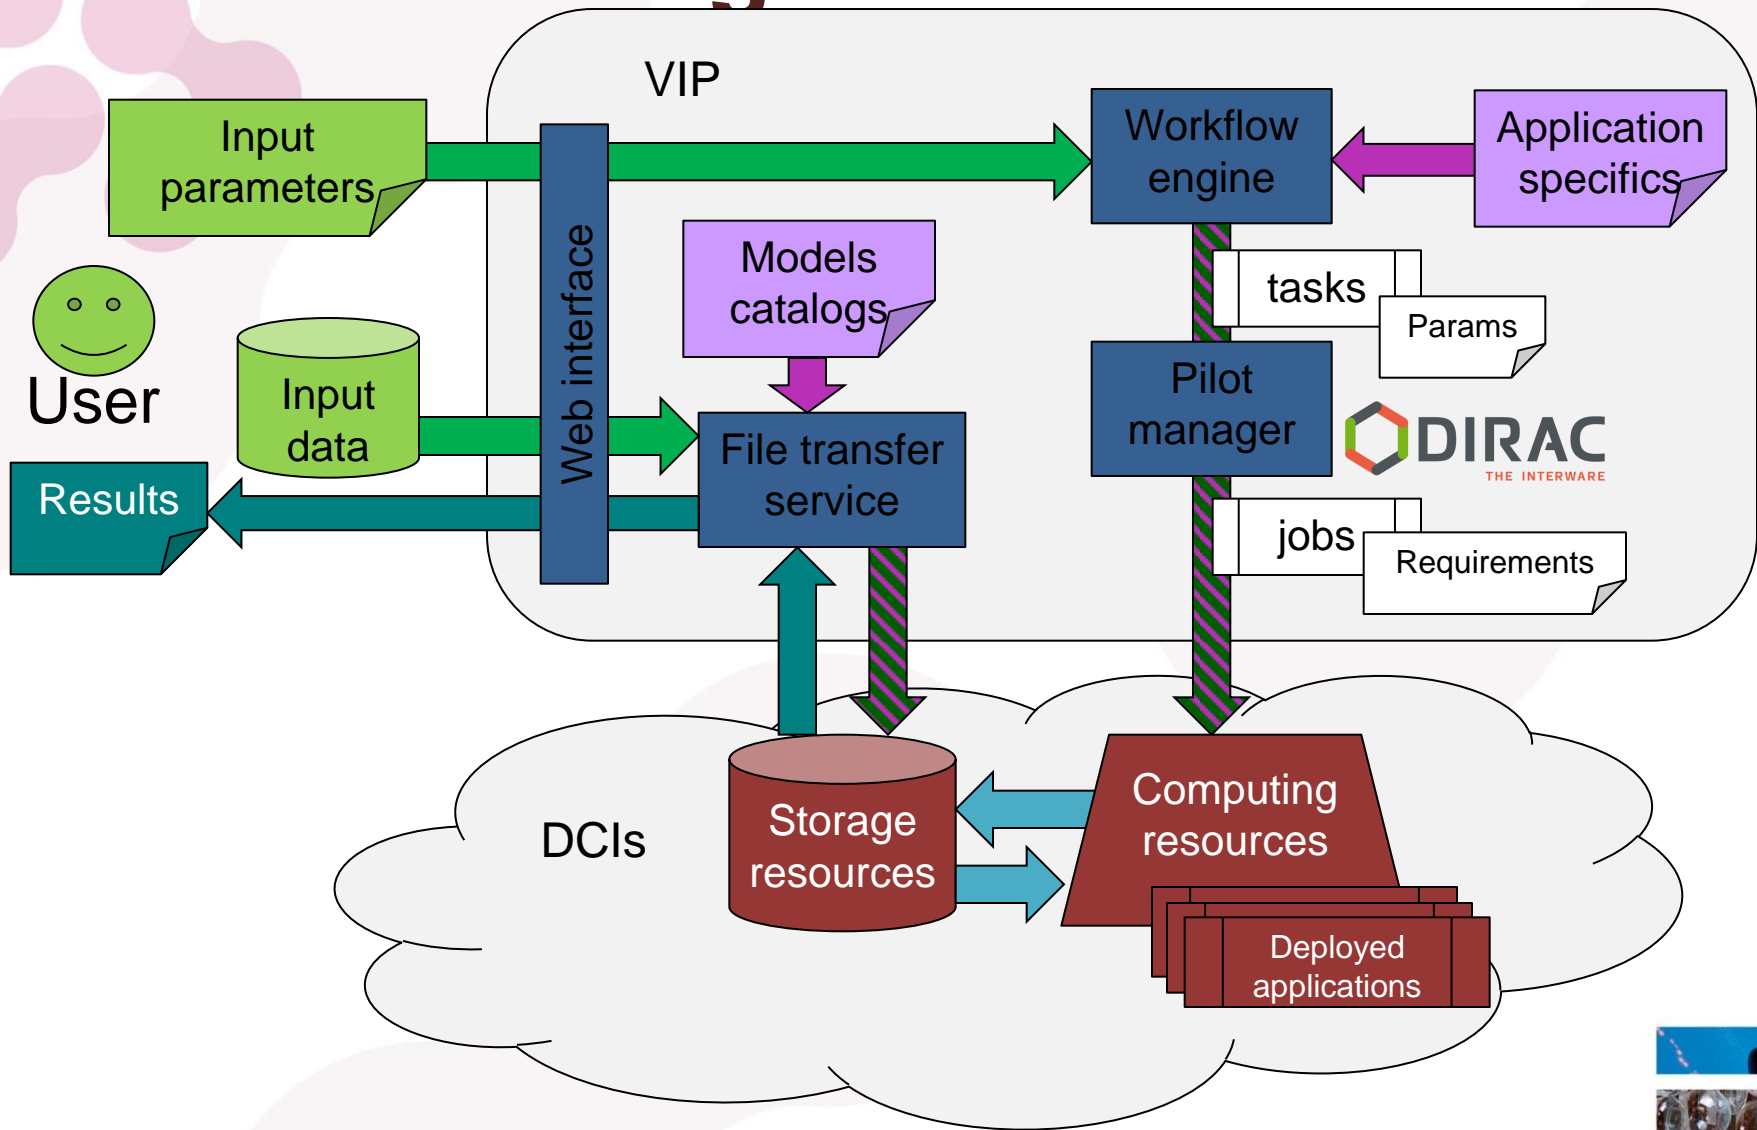 VIP
Input
parameters
Workflow
engine
Application
specifics
Web interface
Models
catalogs
tasks
Params
User
Input
data
File transfer
service
Pilot
manager
DIRAC
THE INTERWARE
Results
jobs
Requirements
DCIs
Storage
resources
Computing
resources
Deployed
applications